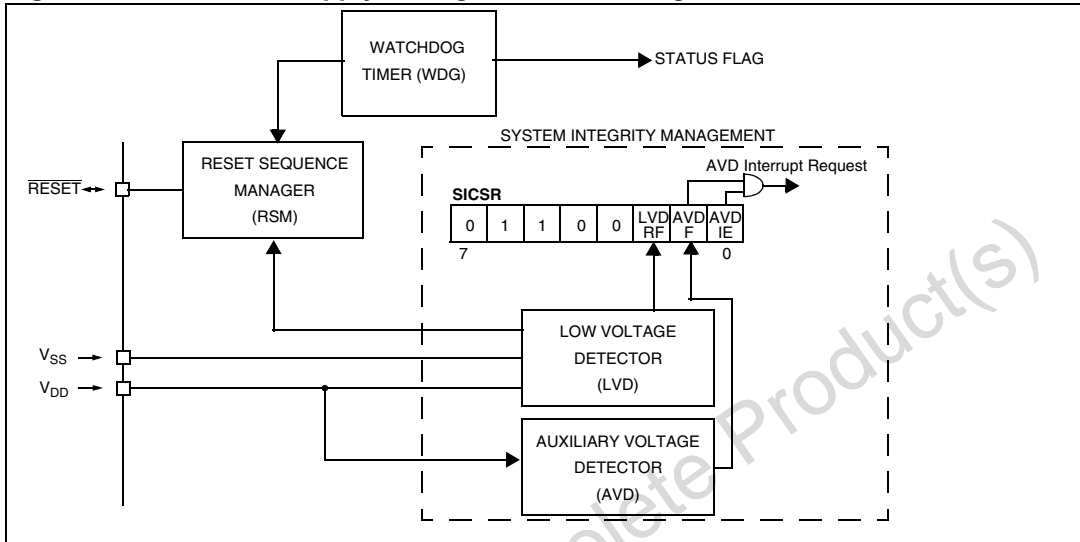 WATCHDOG
TIMER (WDG)
STATUS FLAG
SYSTEM INTEGRITY MANAGEMENT
RESET SEQUENCE
MANAGER
(RSM)
RESET
AVD Interrupt Request
SICSR
0 1 1 0 0 LVD RF AVD F AVD IE
7 0
LOW VOLTAGE
DETECTOR
(LVD)
VSS
VDD
AUXILIARY VOLTAGE
DETECTOR
(AVD)
olete Product(s)